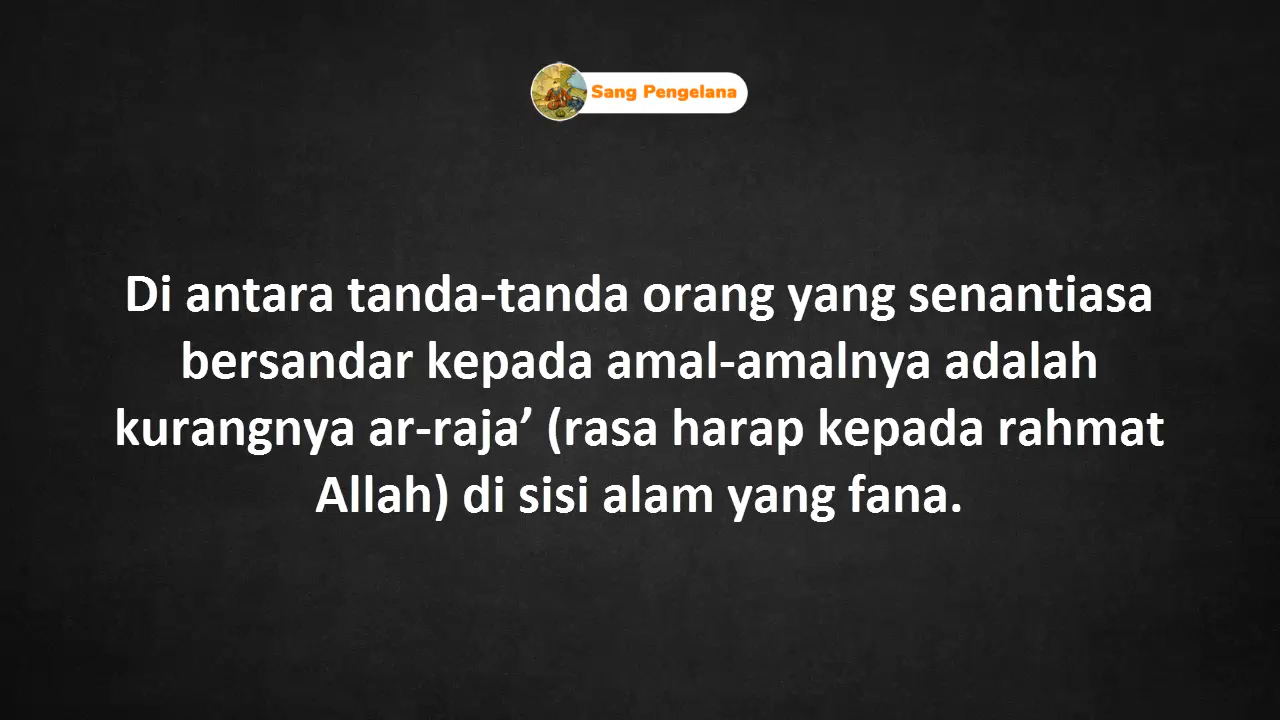 Sang Pengelana
Di antara tanda-tanda orang yang senantiasa
bersandar kepada amal-amalnya adalah
kurangnya ar-raja’ (rasa harap kepada rahmat
Allah) di sisi alam yang fana.